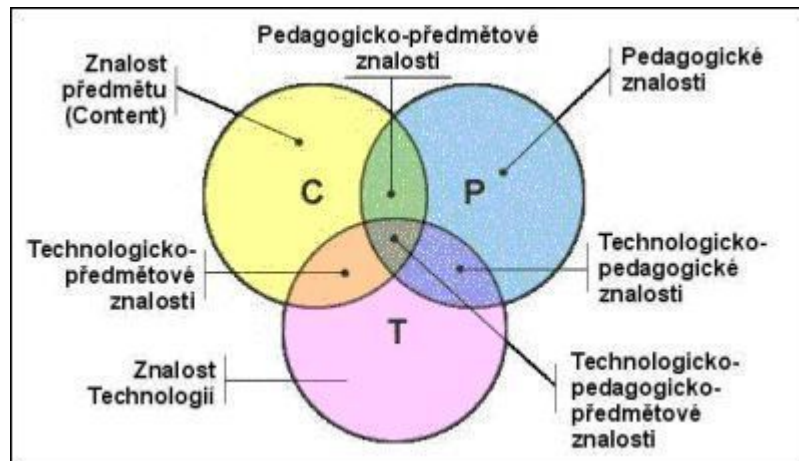 Pedagogicko-předmětové
znalosti
Znalost
předmětu
(Content)
Pedagogické
znalosti
C
P
Technologicko-
předmětové
znalosti
Technologicko-
pedagogické
znalosti
T
Znalost
Technologií
Technologicko-
pedagogicko-
předmětové
znalosti